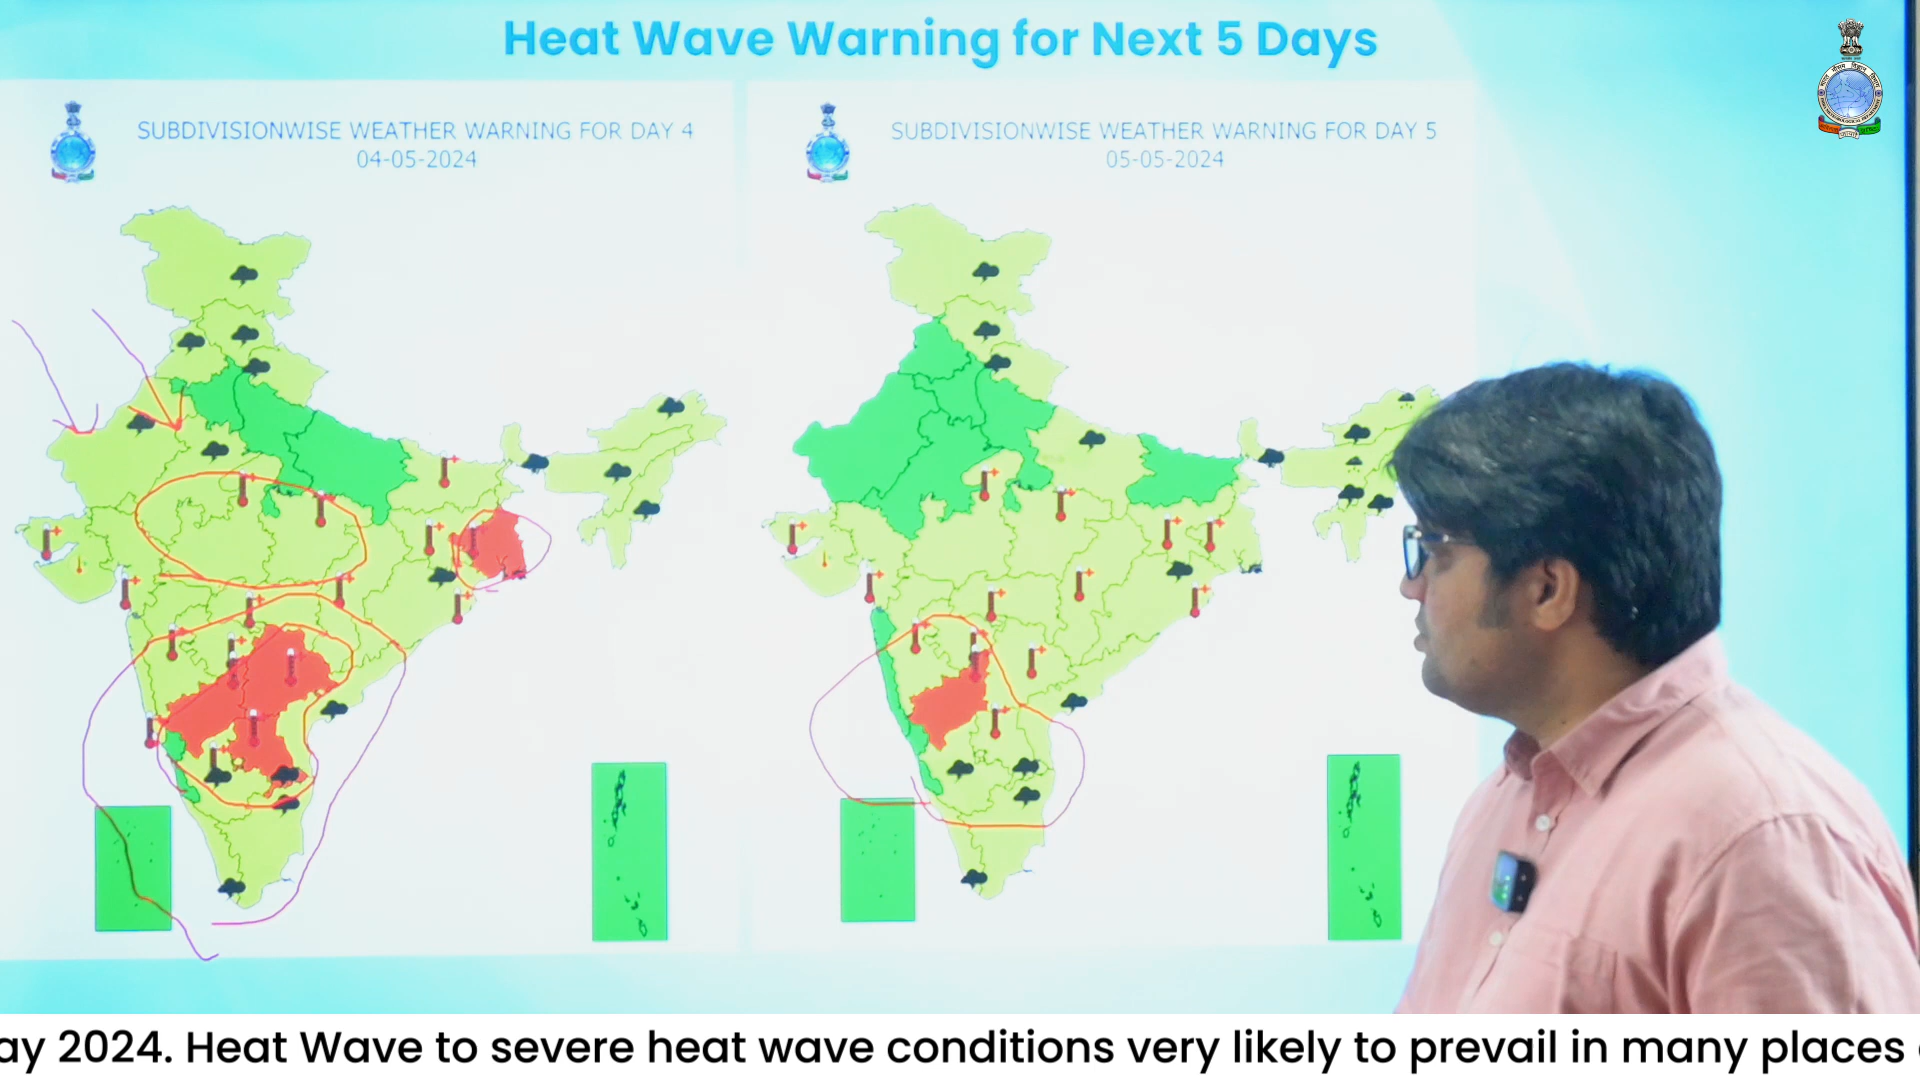 Heat Wave Warning for Next 5 Days
SUBDIVISIONWISE WEATHER WARNING FOR DAY 4
04-05-2024
SUBDIVISIONWISE WEATHER WARNING FOR DAY 5
05-05-2024
ay 2024. Heat Wave to severe heat wave conditions very likely to prevail in many places